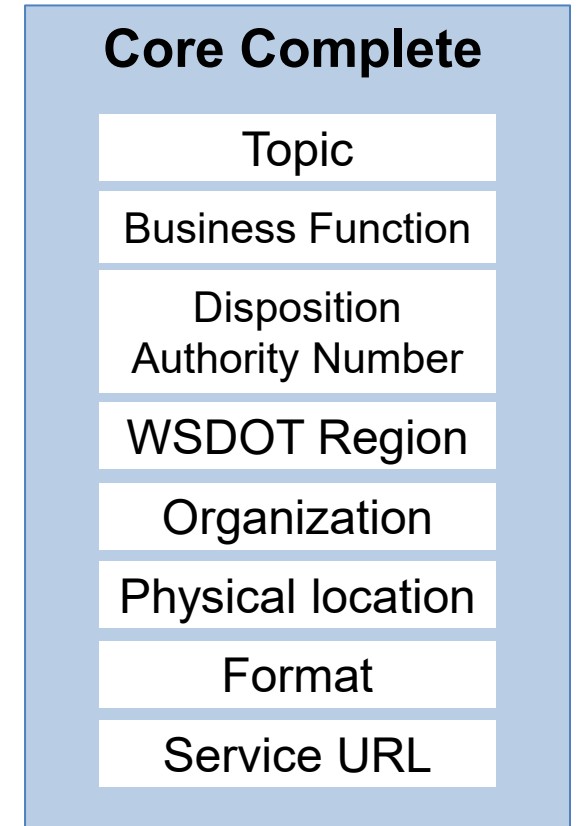 Core Complete
Topic
Business Function
Disposition
Authority Number
WSDOT Region
Organization
Physical location
Format
Service URL